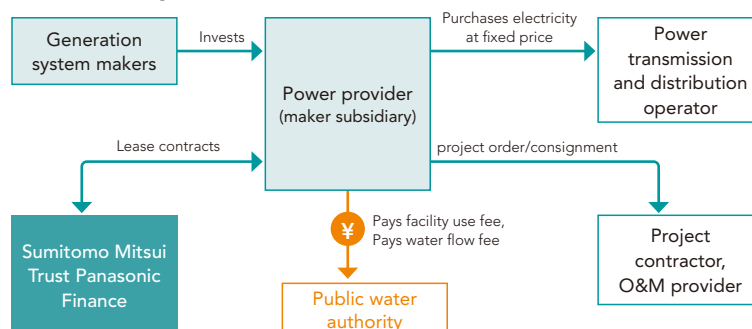 Generation
system makers
Invests
Power provider
(maker subsidiary)
Purchases electricity
at fixed price
Power
transmission
and distribution
operator
Lease contracts
project order/consignment
Sumitomo Mitsui
Trust Panasonic
Finance
¥
Pays facility use fee,
Pays water flow fee
Project
contractor,
O&M provider
Public water
authority